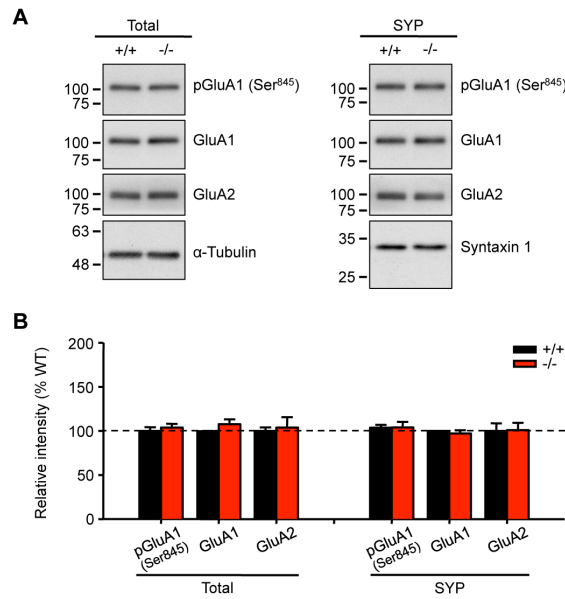 A
Total
+/+ -/-
100
75
pGluA1 (Ser845)
100
75
GluA1
100
75
GluA2
63
48
α-Tubulin
SYP
+/+ -/-
100
75
pGluA1 (Ser845)
100
75
GluA1
100
75
GluA2
35
25
Syntaxin 1
B
Relative intensity (% WT)
200
150
100
50
0
+/+
-/-
pGluA1
(Ser845)
GluA1
GluA2
Total
pGluA1
(Ser845)
GluA1
GluA2
SYP